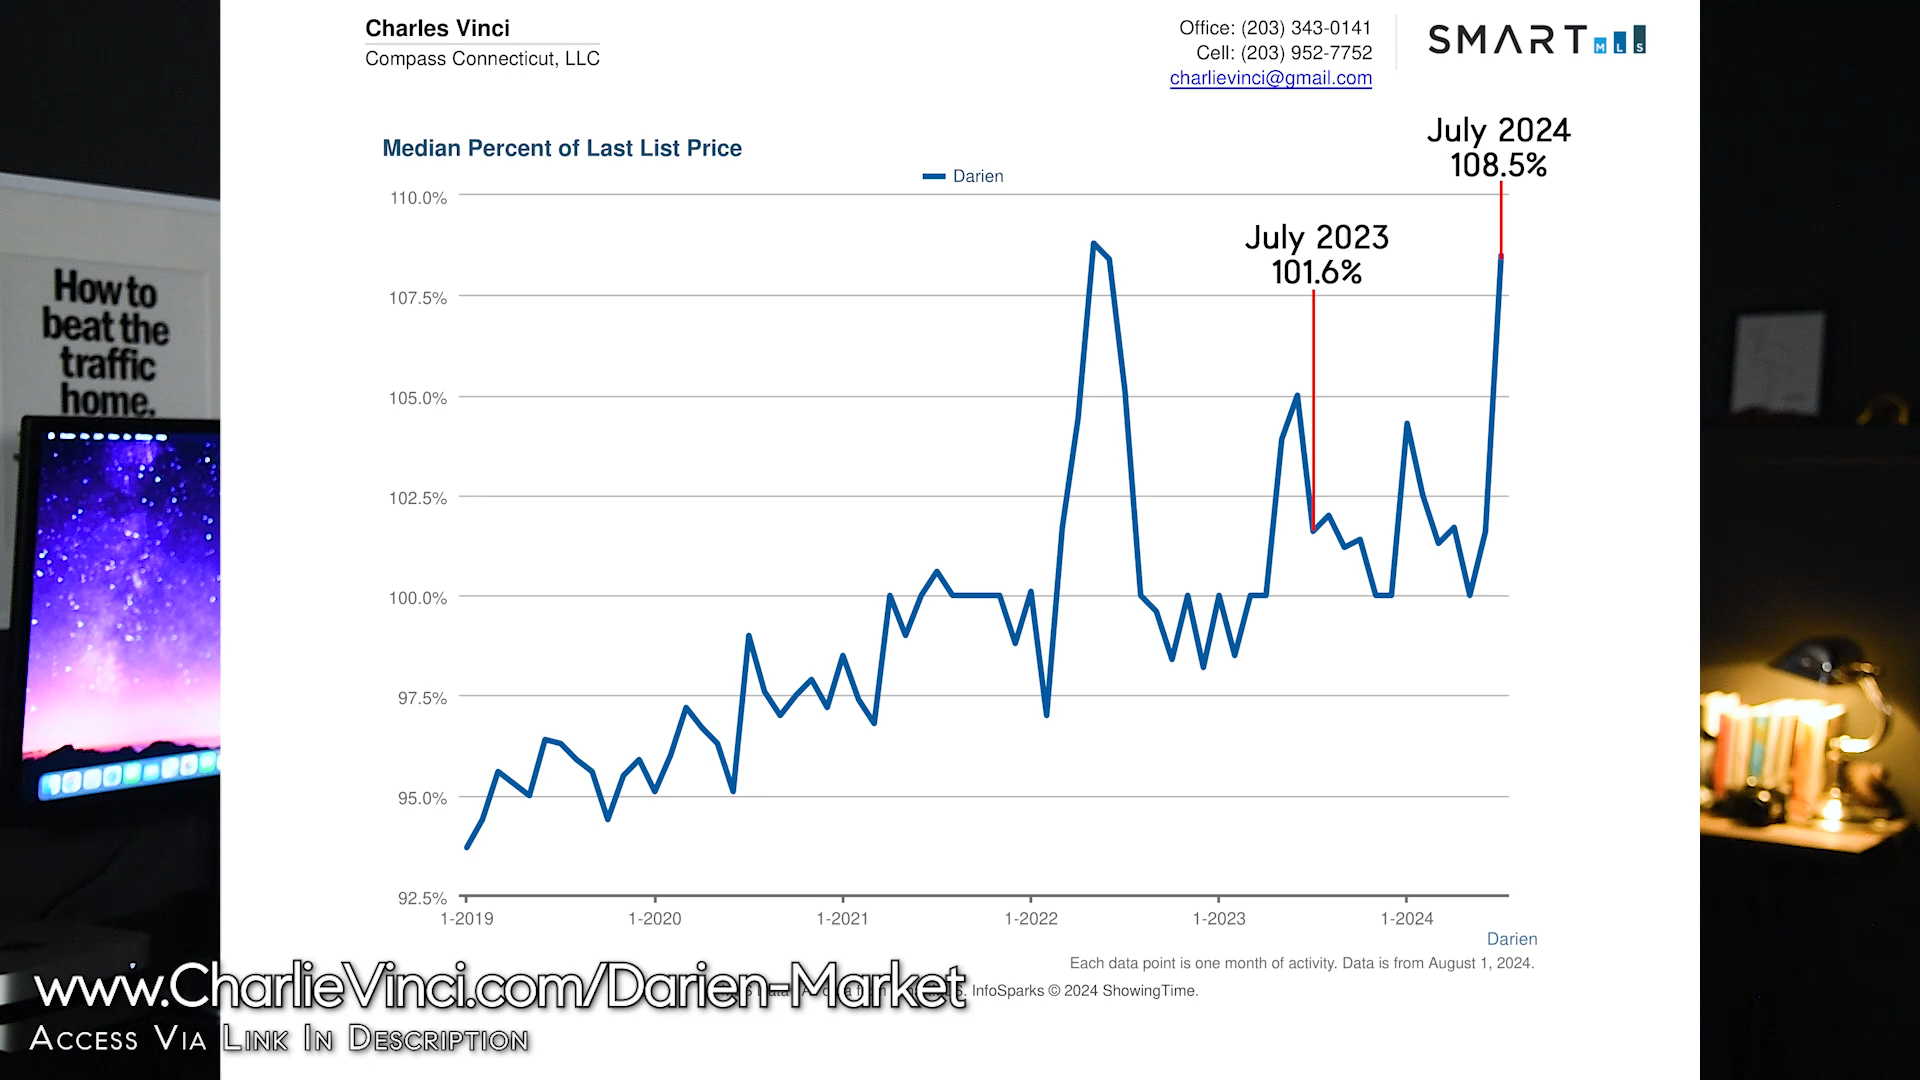 Charles Vinci
Compass Connecticut, LLC
Office: (203) 343-0141
Cell: (203) 952-7752
charlievinci@gmail.com
SMART MLS
Median Percent of Last List Price
Darien
July 2024
108.5%
July 2023
101.6%
110.0%
107.5%
105.0%
102.5%
100.0%
97.5%
95.0%
92.5%
1-2019 1-2020 1-2021 1-2022 1-2023 1-2024
Darien
Each data point is one month of activity. Data is from August 1, 2024.
InfoSparks © 2024 ShowingTime.
How to
beat the
traffic
home.
www.CharlieVinci.com/Darien-Market
Access Via Link In Description